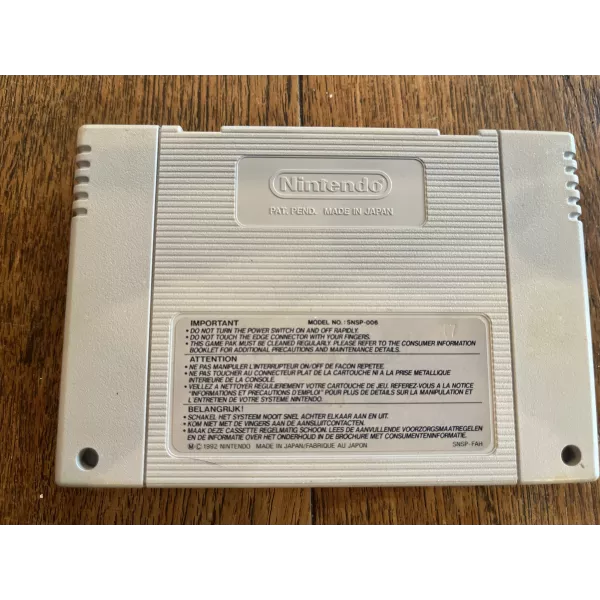 Nintendo
PAT. PEND. MADE IN JAPAN
IMPORTANT MODEL NO.: SNSP-006
• DO NOT TURN THE POWER SWITCH ON AND OFF RAPIDLY.
• DO NOT TOUCH THE EDGE CONNECTOR WITH YOUR FINGERS.
• THIS GAME PAK MUST BE CLEANED REGULARLY. PLEASE REFER TO THE CONSUMER INFORMATION
BOOKLET FOR ADDITIONAL PRECAUTIONS AND MAINTENANCE DETAILS.
ATTENTION
• NE PAS MANIPULER L'INTERRUPTEUR ON/OFF DE FACON REPETEE.
• NE PAS TOUCHER AU CONNECTEUR PLAT DE LA CARTOUCHE NI A LA PRISE METALLIQUE
INTERIEURE DE LA CONSOLE.
• VEILLEZ A NETTOYER REGULIEREMENT VOTRE CARTOUCHE DE JEU. REFEREZ-VOUS A LA NOTICE
"INFORMATIONS ET PRECAUTIONS D'EMPLOI" POUR PLUS DE DETAILS SUR LA MANIPULATION ET
L'ENTRETIEN DE VOTRE SYSTEME NINTENDO.
BELANGRIJK!
• SCHAKEL HET SYSTEEM NOOIT SNEL ACHTER ELKAAR AAN EN UIT.
• KOM NIET MET DE VINGERS AAN DE AANSLUITCONTACTEN.
• MAAK DEZE CASSETTE REGELMATIG SCHOON. LEES DE AANVULLENDE VOORZORGSMAATREGELEN
EN DE INFORMATIE OVER HET ONDERHOUD IN DE BROCHURE MET CONSUMENTENINFORMATIE.
Ⓜ© 1992 NINTENDO MADE IN JAPAN/FABRIQUE AU JAPON SNSP-FAH
17